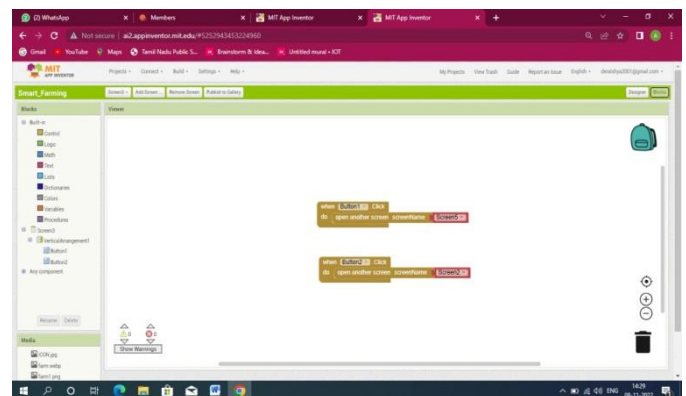 (2) WhatsApp
Members
MIT App Inventor
MIT App Inventor
Not secure | ai2.appinventor.mit.edu/#5252943453224960
Gmail YouTube Maps Tamil Nadu Public S... Brainstorm & Idea... Untitled mural • IOT
MIT APP INVENTOR
Projects Connect Build Settings Help My Projects View Trash Guide Report an Issue English
Smart_Farming
Add Screen ... Remove Screen Publish to Gallery Designer Blocks
Blocks
Viewer
Built-in
Control
Logic
Math
Text
Lists
Dictionaries
Colors
Variables
Procedures
VerticalArrangement1
Button1
Button2
Any component
Rename Delete
when Button1 .Click
do open another screen screenName Screen5
when Button2 .Click
do open another screen screenName Screen2
0 0
Show Warnings
Media
ICON.jpg
farm.webp
farm1.png
ENG
14:29